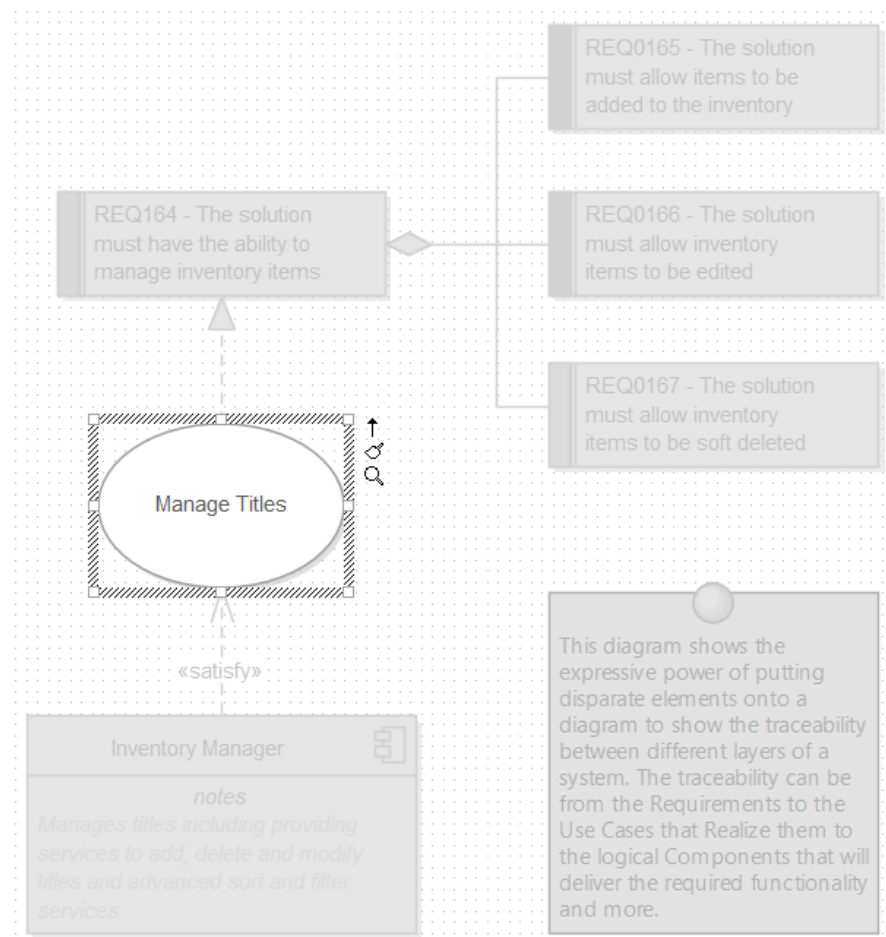 REQ0165 - The solution
must allow items to be
added to the inventory
REQ164 - The solution
must have the ability to
manage inventory items
REQ0166 - The solution
must allow inventory
items to be edited
REQ0167 - The solution
must allow inventory
items to be soft deleted
Manage Titles
«satisfy»
Inventory Manager
notes
Manages titles including providing
services to add, delete and modify
titles and advanced sort and filter
services.
This diagram shows the
expressive power of putting
disparate elements onto a
diagram to show the traceability
between different layers of a
system. The traceability can be
from the Requirements to the
Use Cases that Realize them to
the logical Components that will
deliver the required functionality
and more.